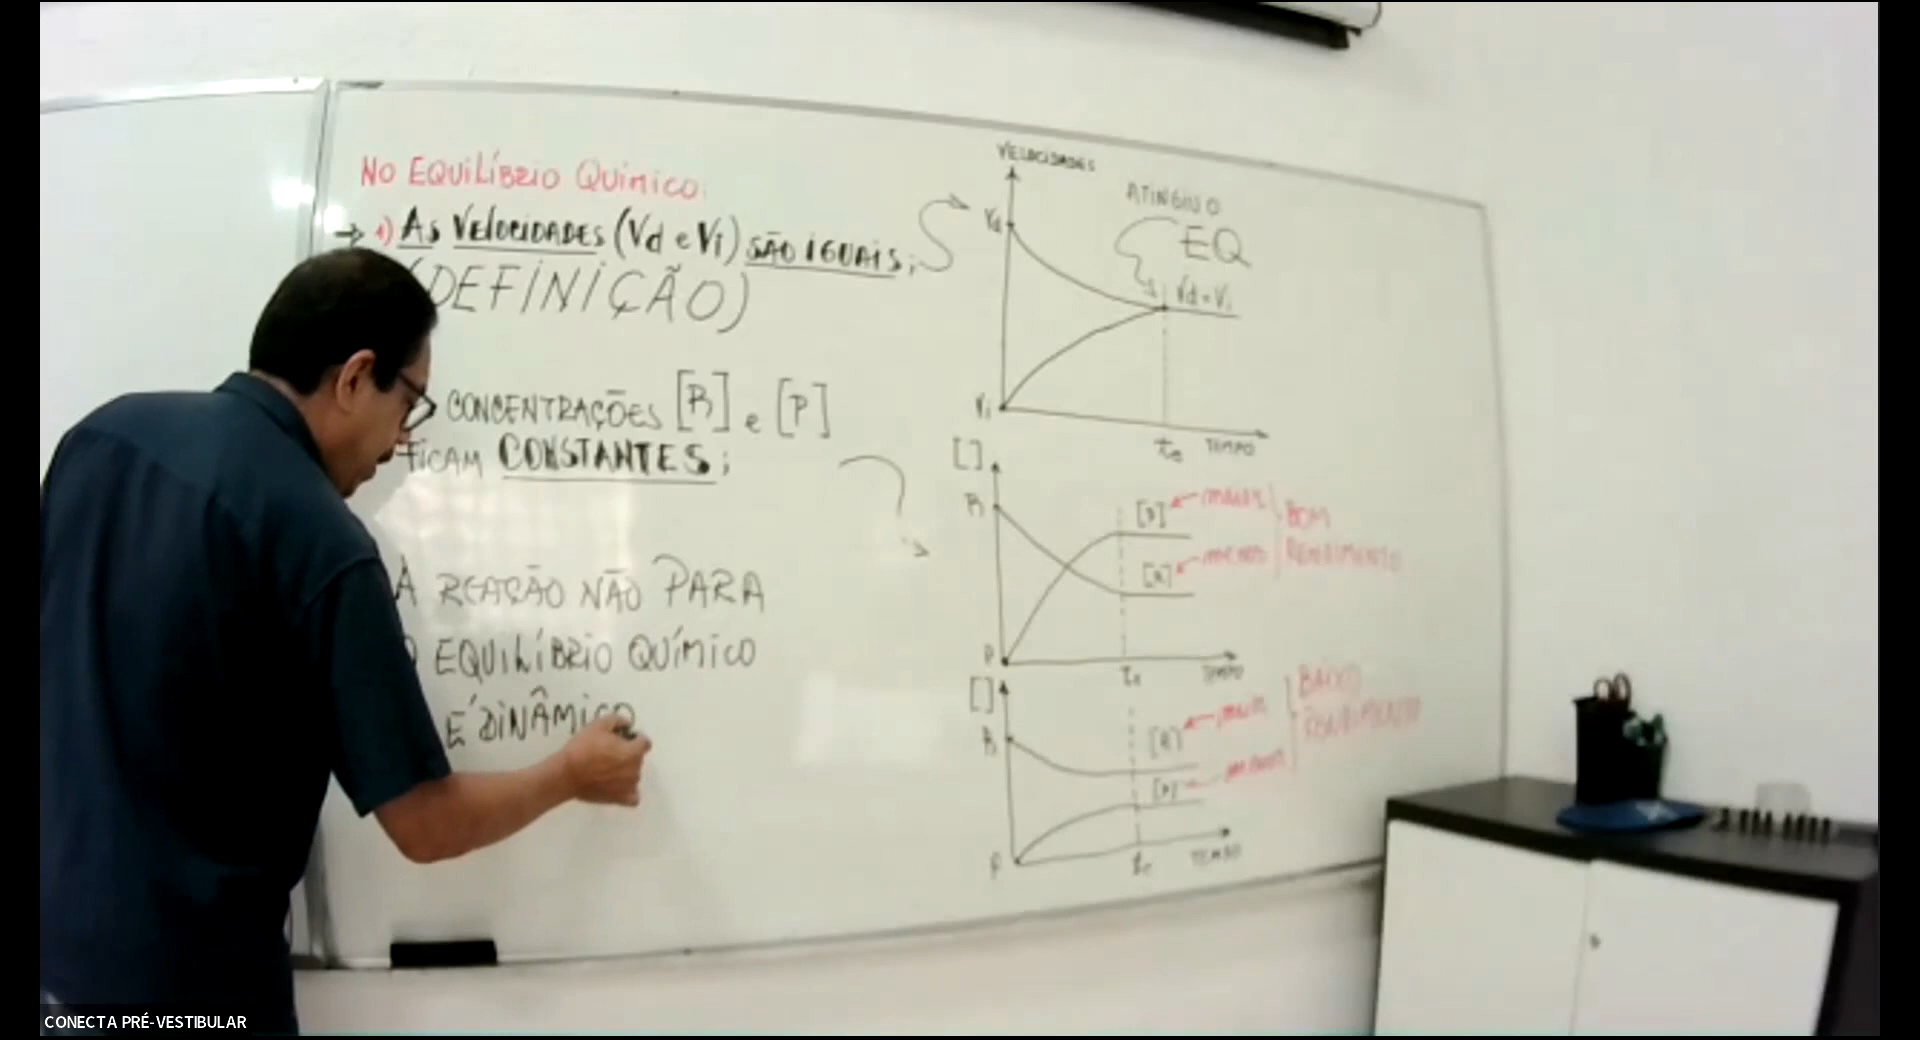 NO EQUILÍBRIO QUÍMICO:
→ 1) AS VELOCIDADES (Vd e Vi) SÃO IGUAIS;
(DEFINIÇÃO)
CONCENTRAÇÕES [R] e [P]
FICAM CONSTANTES;
A REAÇÃO NÃO PARA
O EQUILÍBRIO QUÍMICO
É DINÂMICO
VELOCIDADES
Vd
ATINGIU O
EQ
Vd = Vi
Vi
te TEMPO
[ ]
R
[P] ← maior
BOM
RENDIMENTO
[R] ← menor
P
te TEMPO
[ ]
R
[R] ← maior
BAIXO
RENDIMENTO
[P] ← menor
P
te TEMPO
CONECTA PRÉ-VESTIBULAR